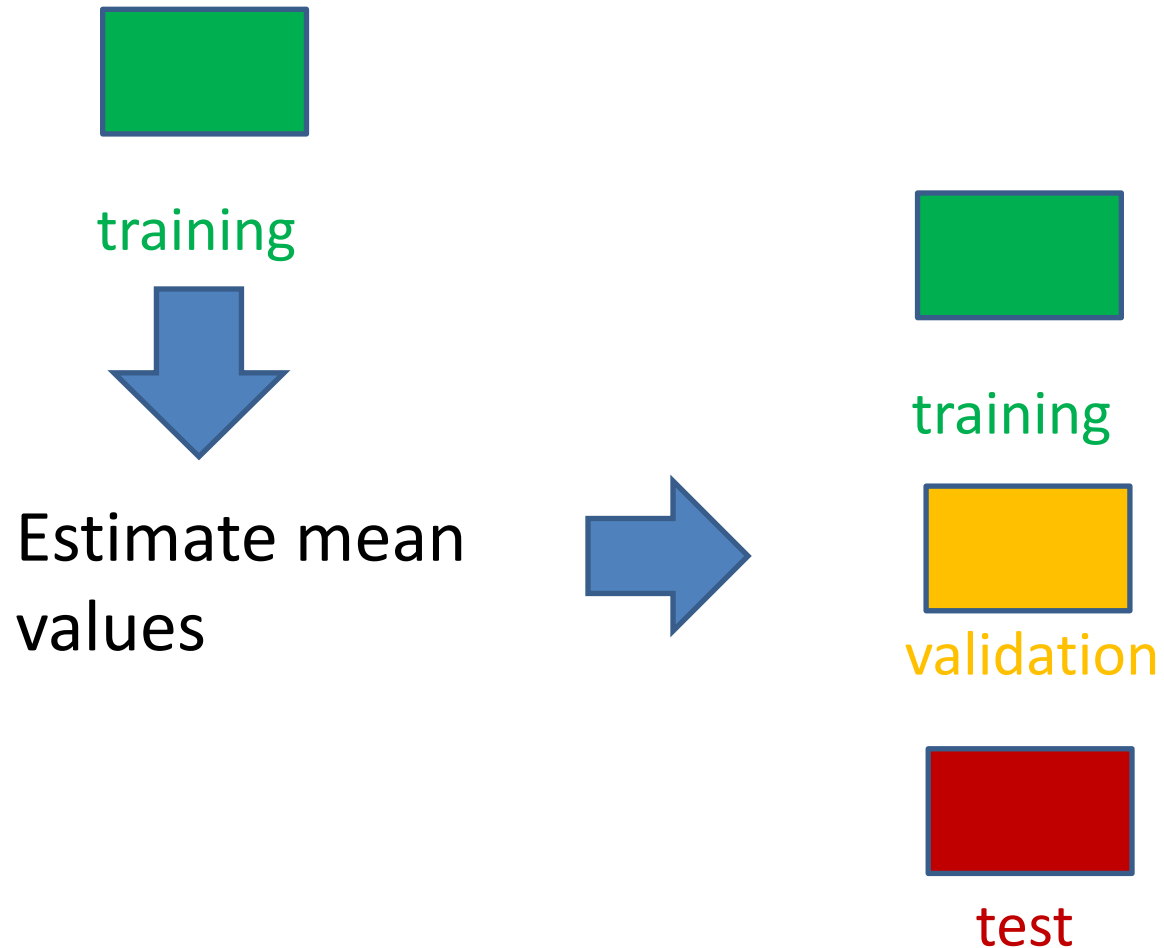 training
Estimate mean
values
training
validation
test